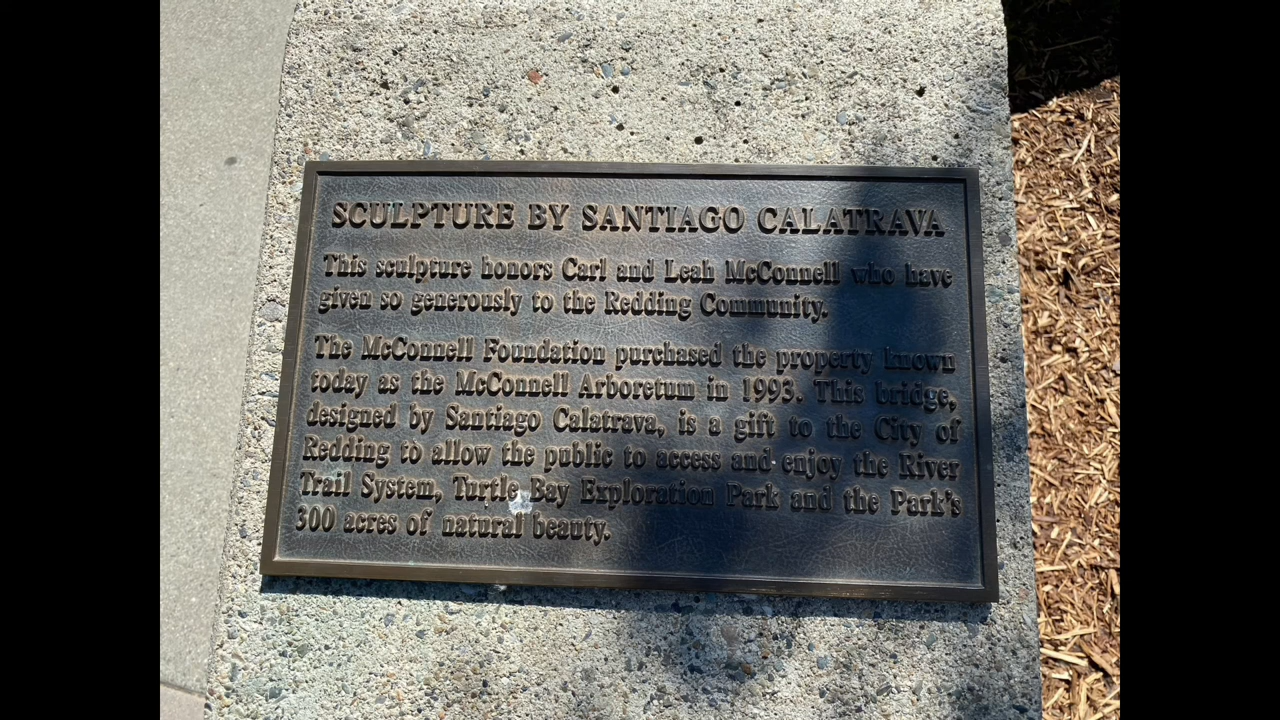 SCULPTURE BY SANTIAGO CALATRAVA
This sculpture honors Carl and Leah McConnell who have
given so generously to the Redding Community.
The McConnell Foundation purchased the property known
today as the McConnell Arboretum in 1993. This bridge,
designed by Santiago Calatrava, is a gift to the City of
Redding to allow the public to access and enjoy the River
Trail System, Turtle Bay Exploration Park and the Park's
300 acres of natural beauty.